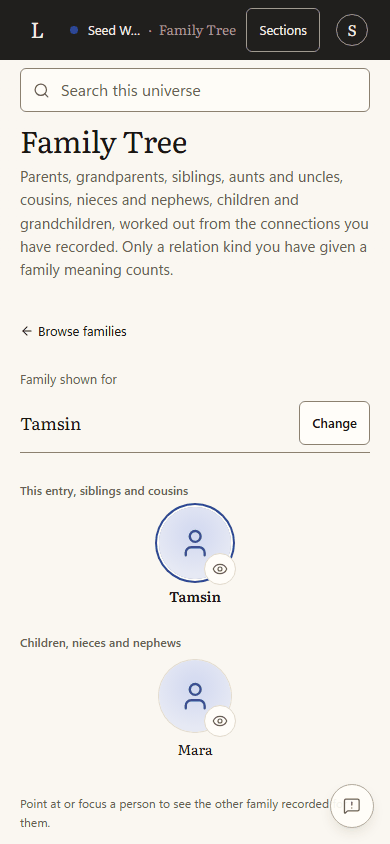 L Seed W... · Family Tree Sections S
Search this universe
Family Tree
Parents, grandparents, siblings, aunts and uncles,
cousins, nieces and nephews, children and
grandchildren, worked out from the connections you
have recorded. Only a relation kind you have given a
family meaning counts.
← Browse families
Family shown for
Tamsin Change
This entry, siblings and cousins
Tamsin
Children, nieces and nephews
Mara
Point at or focus a person to see the other family recorded
them.